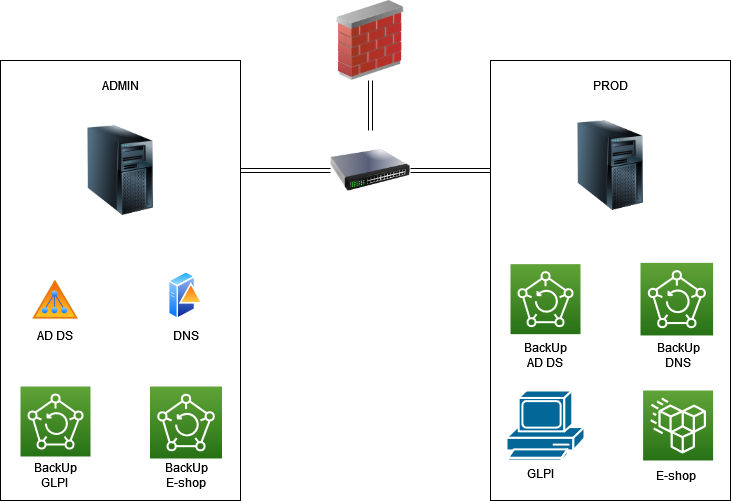 ADMIN
PROD
AD DS
DNS
BackUp
AD DS
BackUp
DNS
BackUp
GLPI
BackUp
E-shop
GLPI
E-shop